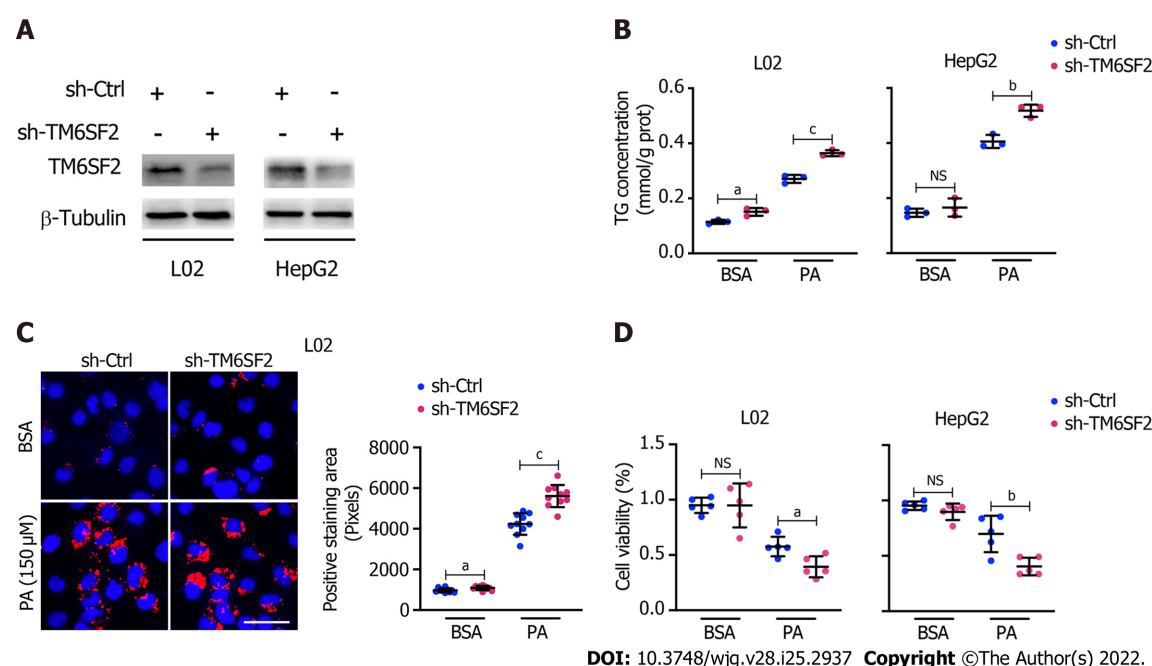 A
sh-Ctrl + - + -
sh-TM6SF2 - + - +
TM6SF2
β-Tubulin
L02 HepG2
B
sh-Ctrl
sh-TM6SF2
L02 HepG2
TG concentration
(mmol/g prot)
0.6
0.4
0.2
0.0
a c
NS b
BSA PA BSA PA
C
L02
sh-Ctrl sh-TM6SF2
BSA
PA (150 µM)
sh-Ctrl
sh-TM6SF2
Positive staining area
(Pixels)
8000
6000
4000
2000
0
a c
BSA PA
D
sh-Ctrl
sh-TM6SF2
L02 HepG2
Cell viability (%)
1.5
1.0
0.5
0.0
NS a
NS b
BSA PA BSA PA
DOI: 10.3748/wjg.v28.i25.2937 Copyright ©The Author(s) 2022.